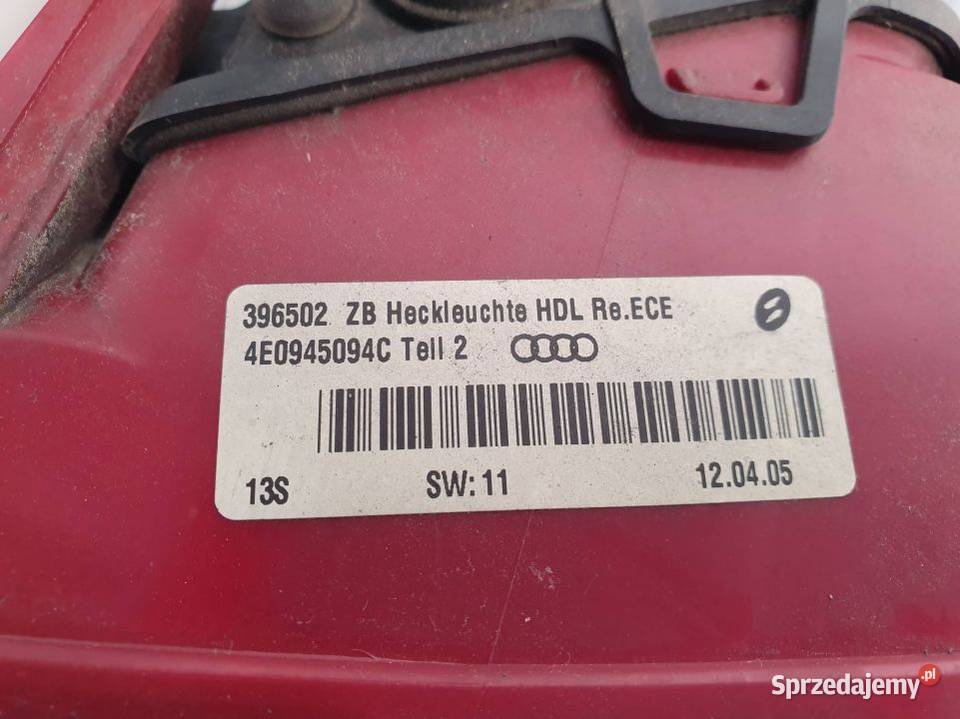 396502 ZB Heckleuchte HDL Re.ECE
4E0945094C Teil 2
13S SW: 11 12.04.05
Sprzedajemy.pl